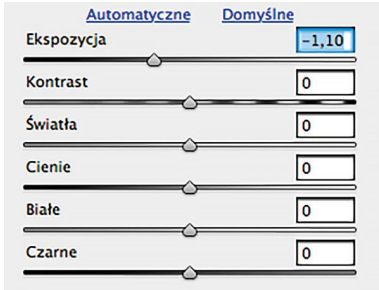 Automatyczne Domyślne
Ekspozycja -1,10
Kontrast 0
Światła 0
Cienie 0
Białe 0
Czarne 0